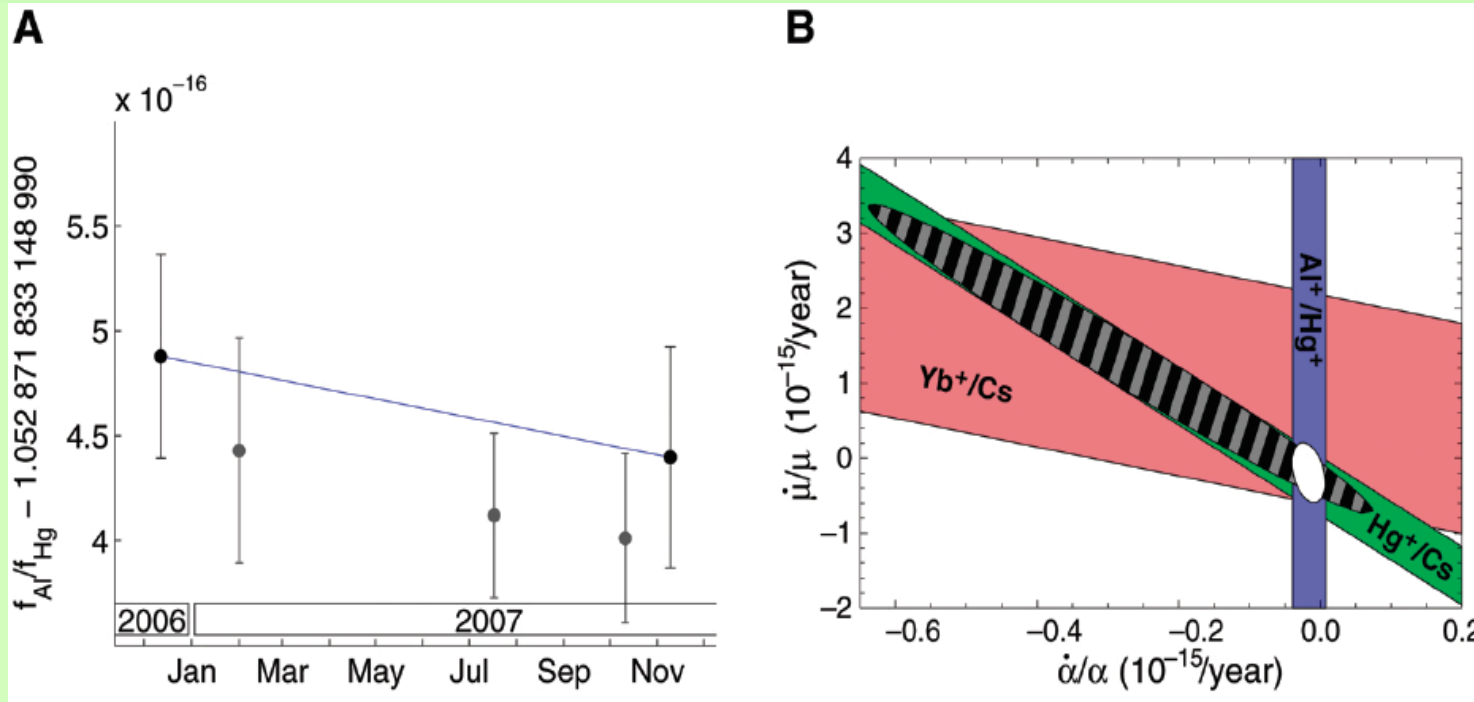 A
x 10⁻¹⁶
f_Al/f_Hg – 1.052 871 833 148 990
5.5
5
4.5
4
2006
2007
Jan Mar May Jul Sep Nov
B
μ̇/μ (10⁻¹⁵/year)
4
3
2
1
0
–1
–2
Al⁺/Hg⁺
Yb⁺/Cs
Hg⁺/Cs
–0.6 –0.4 –0.2 0.0 0.2
α̇/α (10⁻¹⁵/year)